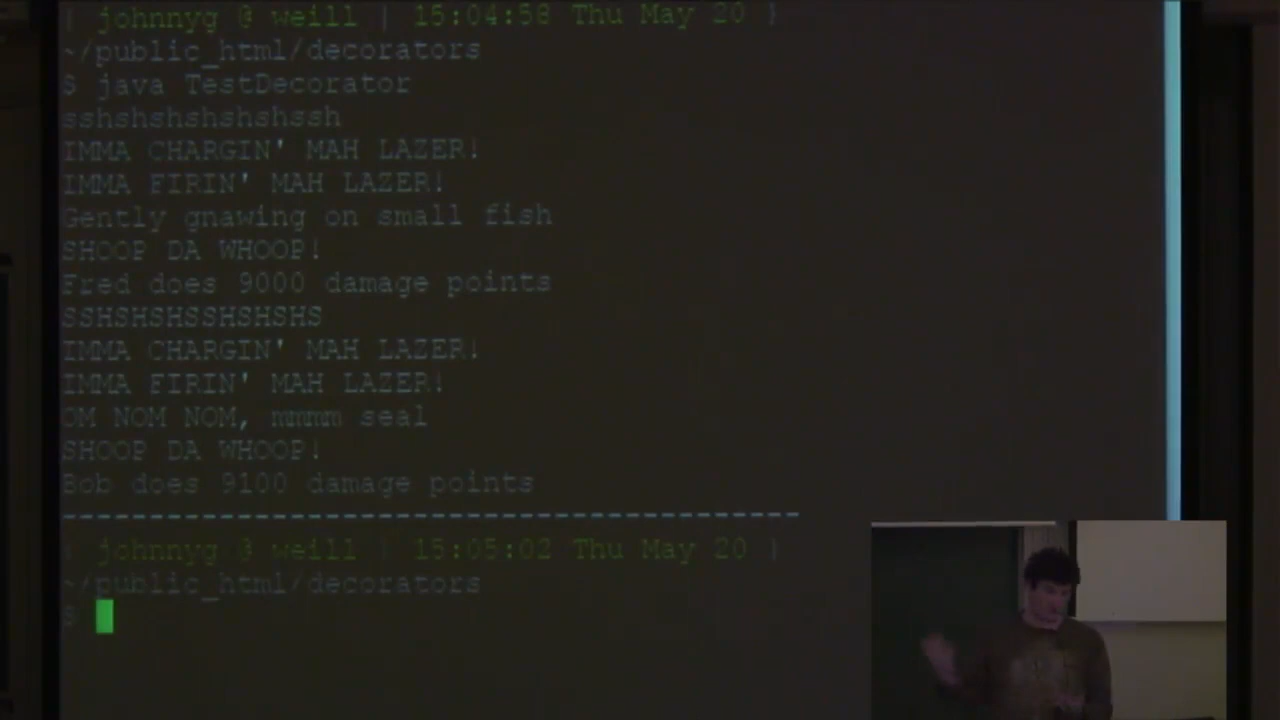 [ johnnyg @ weill | 15:04:58 Thu May 20 ]
~/public_html/decorators
$ java TestDecorator
sshshshshshshssh
IMMA CHARGIN' MAH LAZER!
IMMA FIRIN' MAH LAZER!
Gently gnawing on small fish
SHOOP DA WHOOP!
Fred does 9000 damage points
SSHSHSHSSHSHSHS
IMMA CHARGIN' MAH LAZER!
IMMA FIRIN' MAH LAZER!
OM NOM NOM, mmmm seal
SHOOP DA WHOOP!
Bob does 9100 damage points
------------------------------------------
[ johnnyg @ weill | 15:05:02 Thu May 20 ]
~/public_html/decorators
$